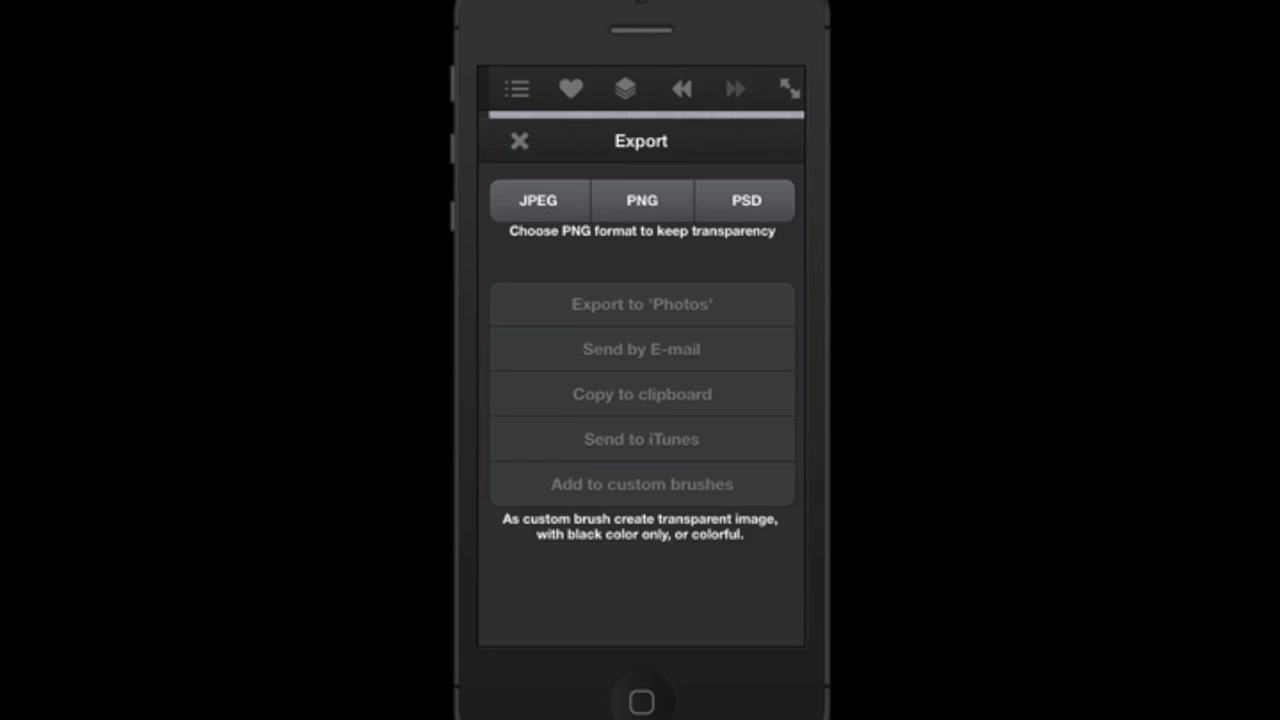 Export
JPEG PNG PSD
Choose PNG format to keep transparency
Export to 'Photos'
Send by E-mail
Copy to clipboard
Send to iTunes
Add to custom brushes
As custom brush create transparent image,
with black color only, or colorful.